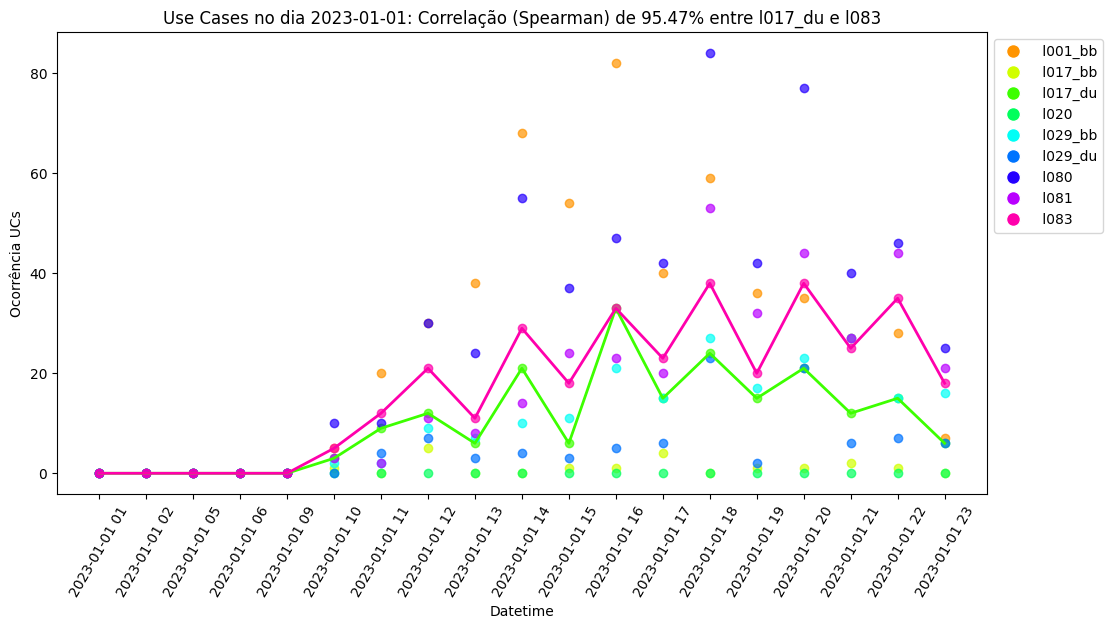 Use Cases no dia 2023-01-01: Correlação (Spearman) de 95.47% entre l017_du e l083
Ocorrência UCs
80
60
40
20
0
2023-01-01 01
2023-01-01 02
2023-01-01 05
2023-01-01 06
2023-01-01 09
2023-01-01 10
2023-01-01 11
2023-01-01 12
2023-01-01 13
2023-01-01 14
2023-01-01 15
2023-01-01 16
2023-01-01 17
2023-01-01 18
2023-01-01 19
2023-01-01 20
2023-01-01 21
2023-01-01 22
2023-01-01 23
Datetime
l001_bb
l017_bb
l017_du
l020
l029_bb
l029_du
l080
l081
l083